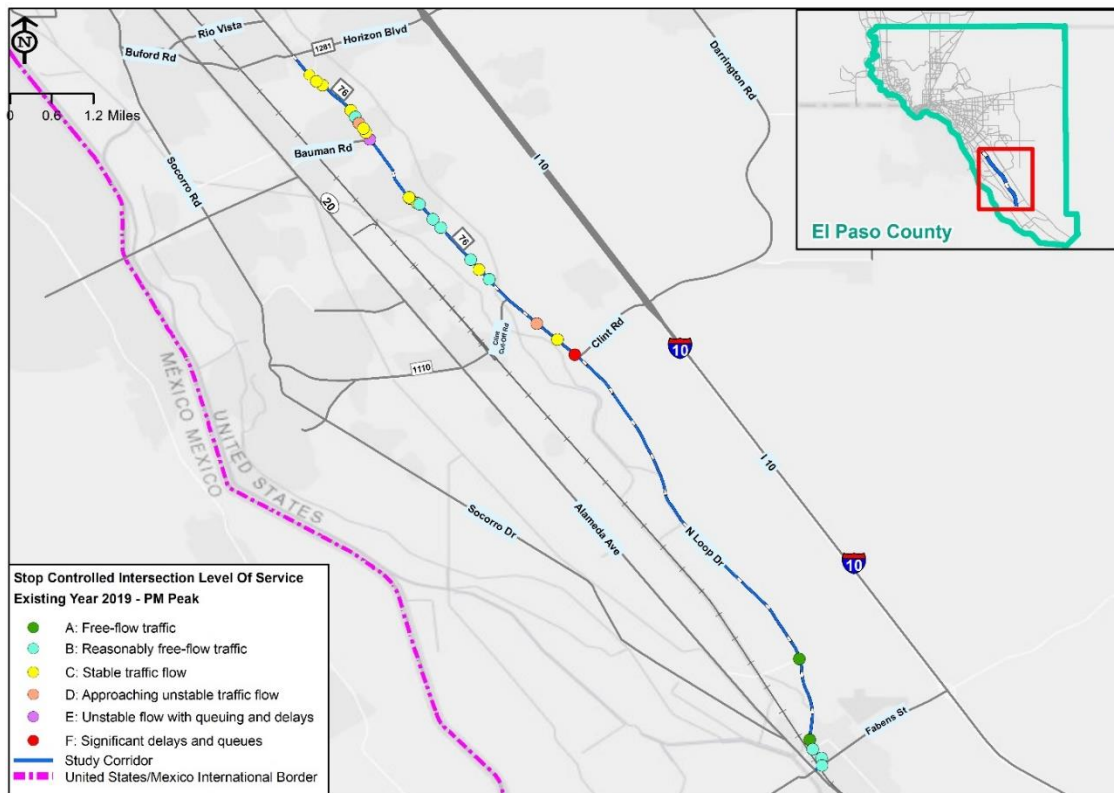 N
0 0.6 1.2 Miles
Rio Vista
Buford Rd
1281
Horizon Blvd
Darrington Rd
I 10
76
Bauman Rd
Socorro Rd
20
76
Clint Cut-Off Rd
Clint Rd
1110
10
MÉXICO MEXICO
UNITED STATES
I 10
Socorro Dr
Alameda Ave
N Loop Dr
10
Fabens St
El Paso County
Stop Controlled Intersection Level Of Service
Existing Year 2019 - PM Peak
A: Free-flow traffic
B: Reasonably free-flow traffic
C: Stable traffic flow
D: Approaching unstable traffic flow
E: Unstable flow with queuing and delays
F: Significant delays and queues
Study Corridor
United States/Mexico International Border